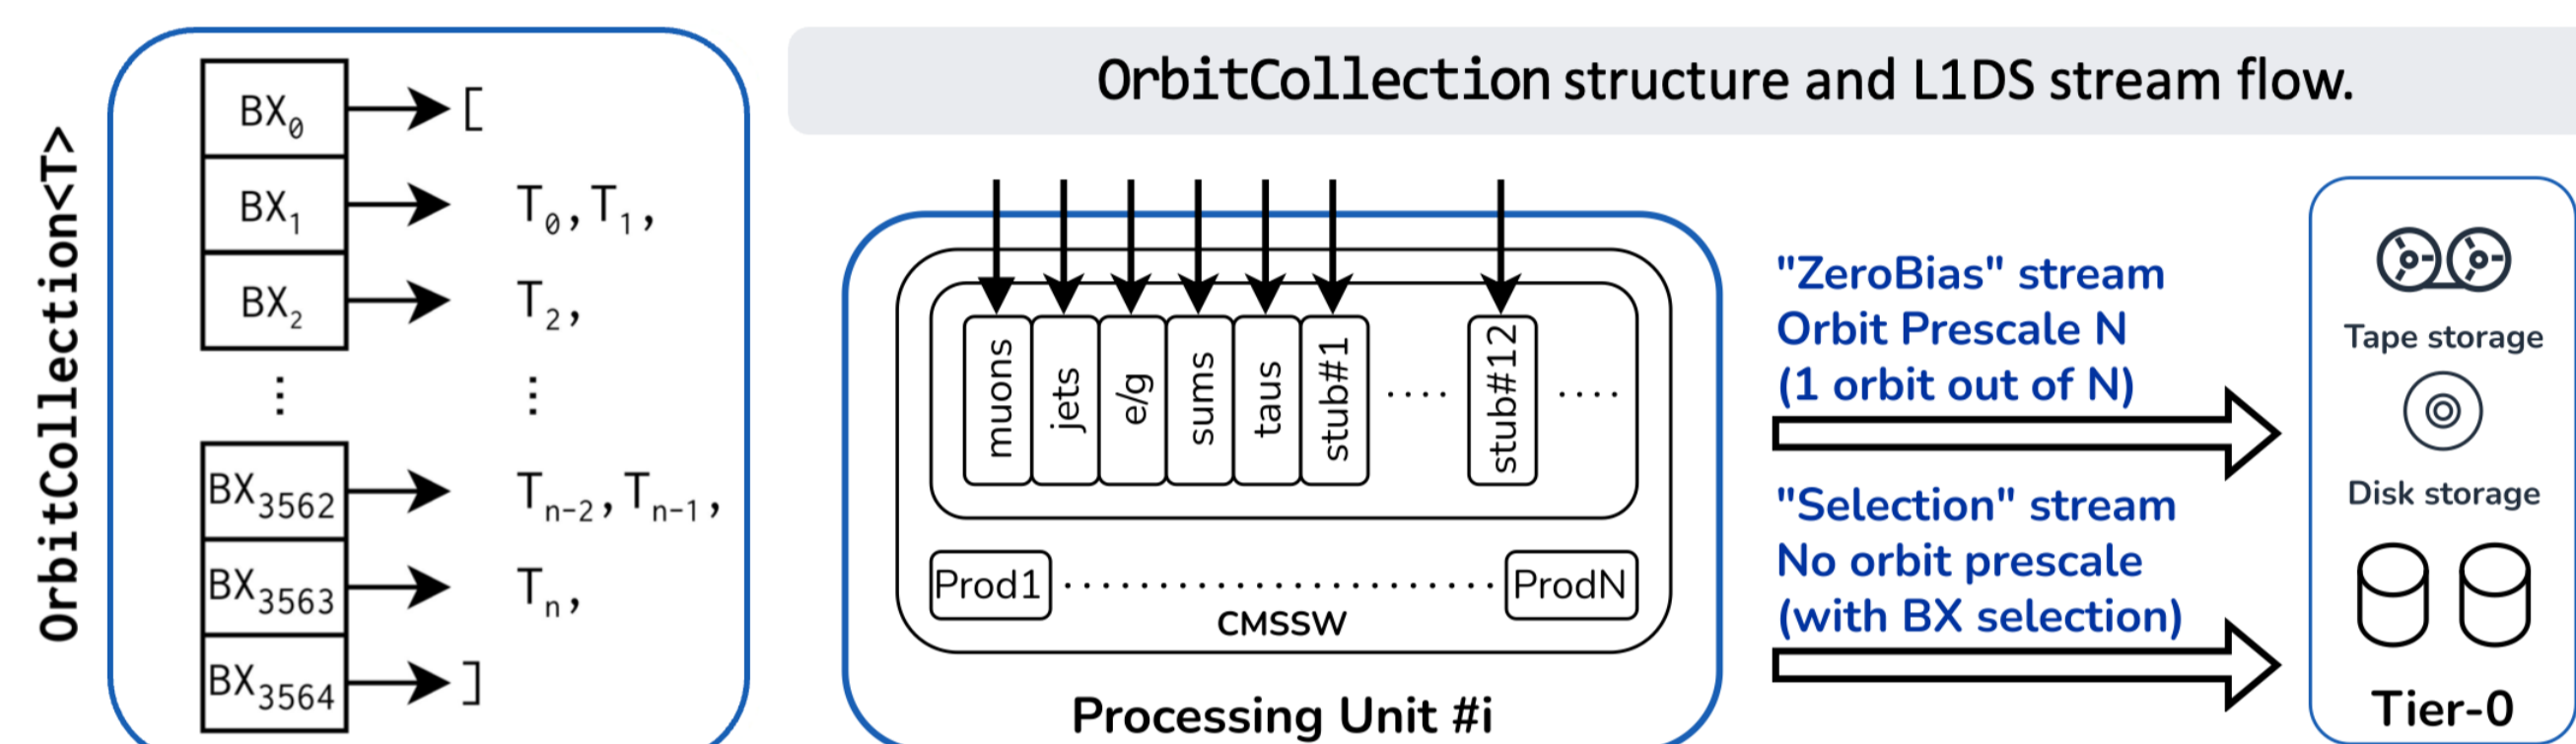 OrbitCollection<T>
BX0 [
BX1 T0,T1,
BX2 T2,
⋮ ⋮
BX3562 Tn-2,Tn-1,
BX3563 Tn,
BX3564 ]
OrbitCollection structure and L1DS stream flow.
muons
jets
e/g
sums
taus
stub#1
....
stub#12
....
Prod1 ....................... ProdN
CMSSW
Processing Unit #i
"ZeroBias" stream
Orbit Prescale N
(1 orbit out of N)
"Selection" stream
No orbit prescale
(with BX selection)
Tape storage
Disk storage
Tier-0